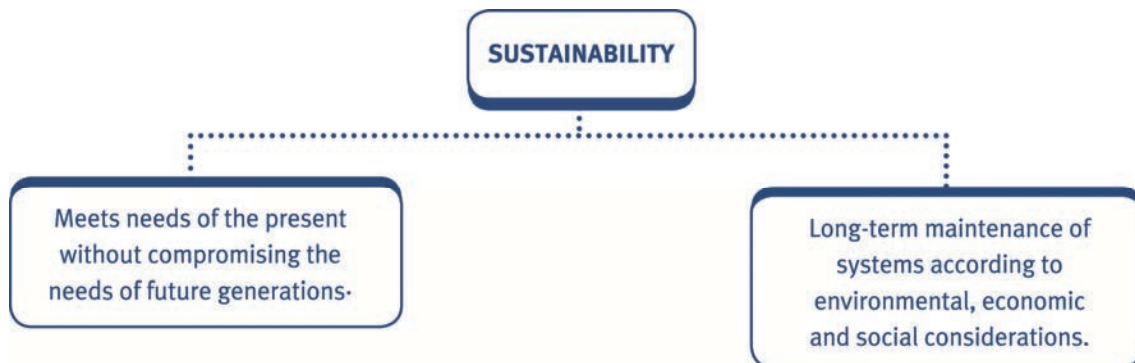 SUSTAINABILITY
Meets needs of the present
without compromising the
needs of future generations·
Long-term maintenance of
systems according to
environmental, economic
and social considerations.